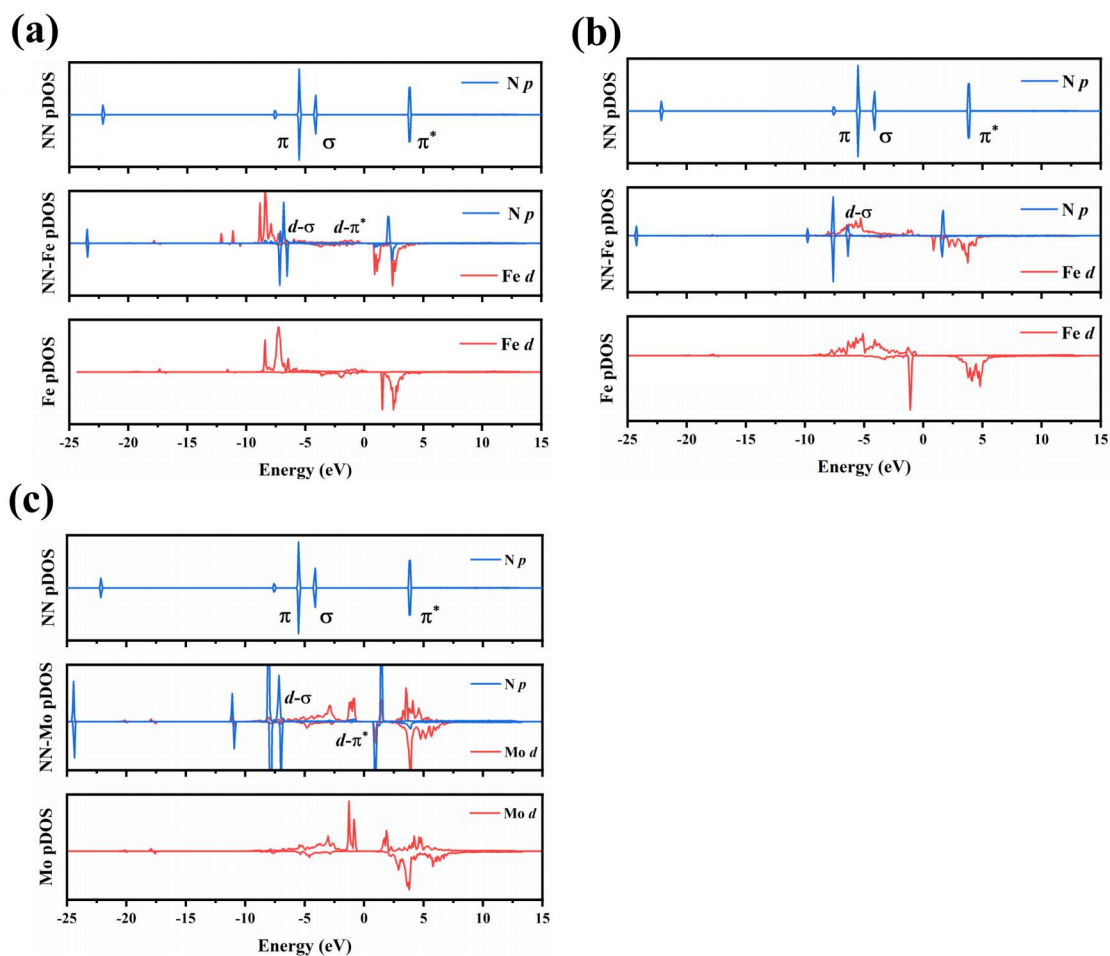 (a)
NN pDOS
N p
π σ π*
NN-Fe pDOS
N p
d-σ d-π*
Fe d
Fe pDOS
Fe d
-25 -20 -15 -10 -5 0 5 10 15
Energy (eV)
(b)
NN pDOS
N p
π σ π*
NN-Fe pDOS
N p
d-σ
Fe d
Fe pDOS
Fe d
-25 -20 -15 -10 -5 0 5 10 15
Energy (eV)
(c)
NN pDOS
N p
π σ π*
NN-Mo pDOS
N p
d-σ
d-π*
Mo d
Mo pDOS
Mo d
-25 -20 -15 -10 -5 0 5 10 15
Energy (eV)